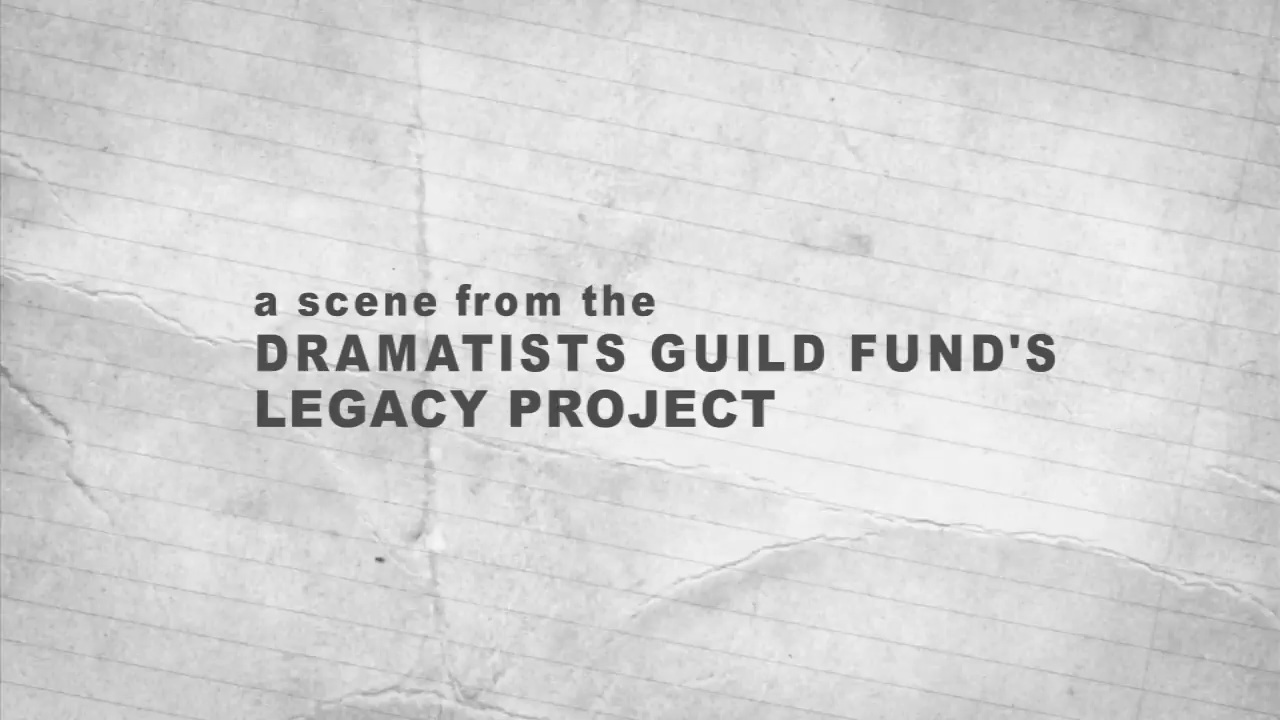 a scene from the
DRAMATISTS GUILD FUND'S
LEGACY PROJECT